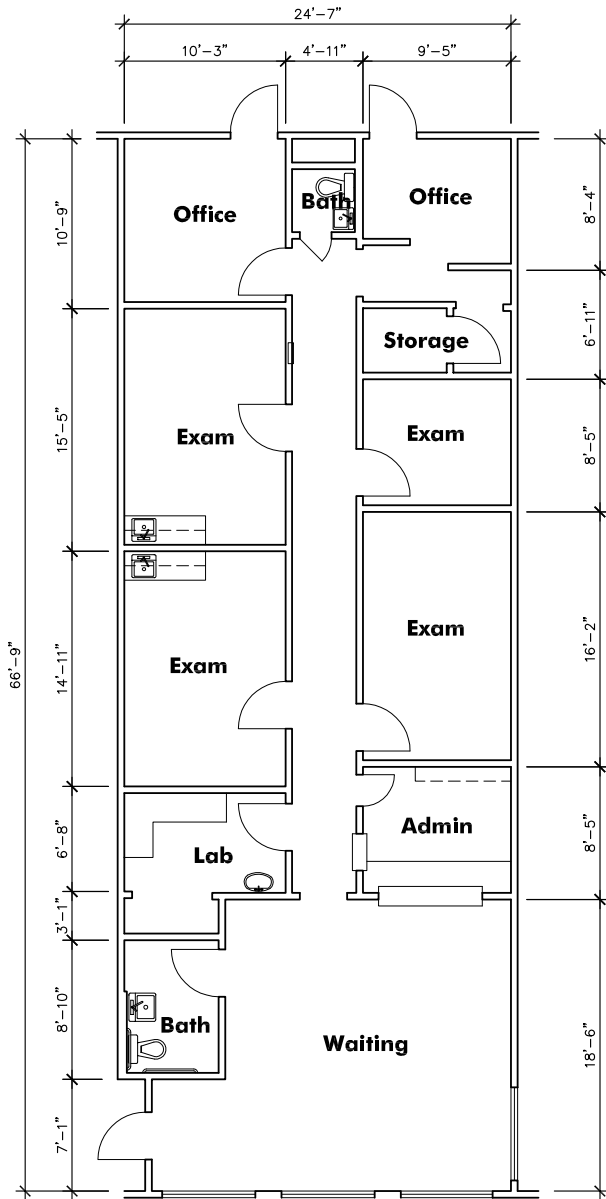 24'-7"
10'-3" 4'-11" 9'-5"
Office
Bath
Office
10'-9"
8'-4"
Storage
6'-11"
Exam
Exam
15'-5"
8'-5"
Exam
Exam
14'-11"
16'-2"
66'-9"
Admin
Lab
6'-8"
8'-5"
3'-1"
Bath
Waiting
8'-10"
18'-6"
7'-1"